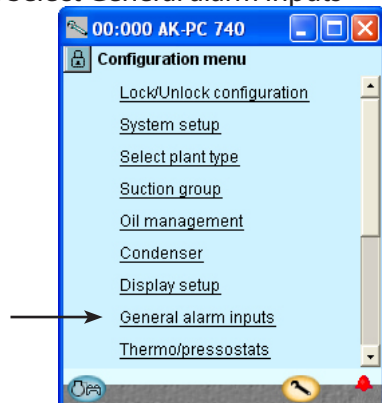 Select General alarm inputs
00:000 AK-PC 740
Configuration menu
Lock/Unlock configuration
System setup
Select plant type
Suction group
Oil management
Condenser
Display setup
General alarm inputs
Thermo/pressostats